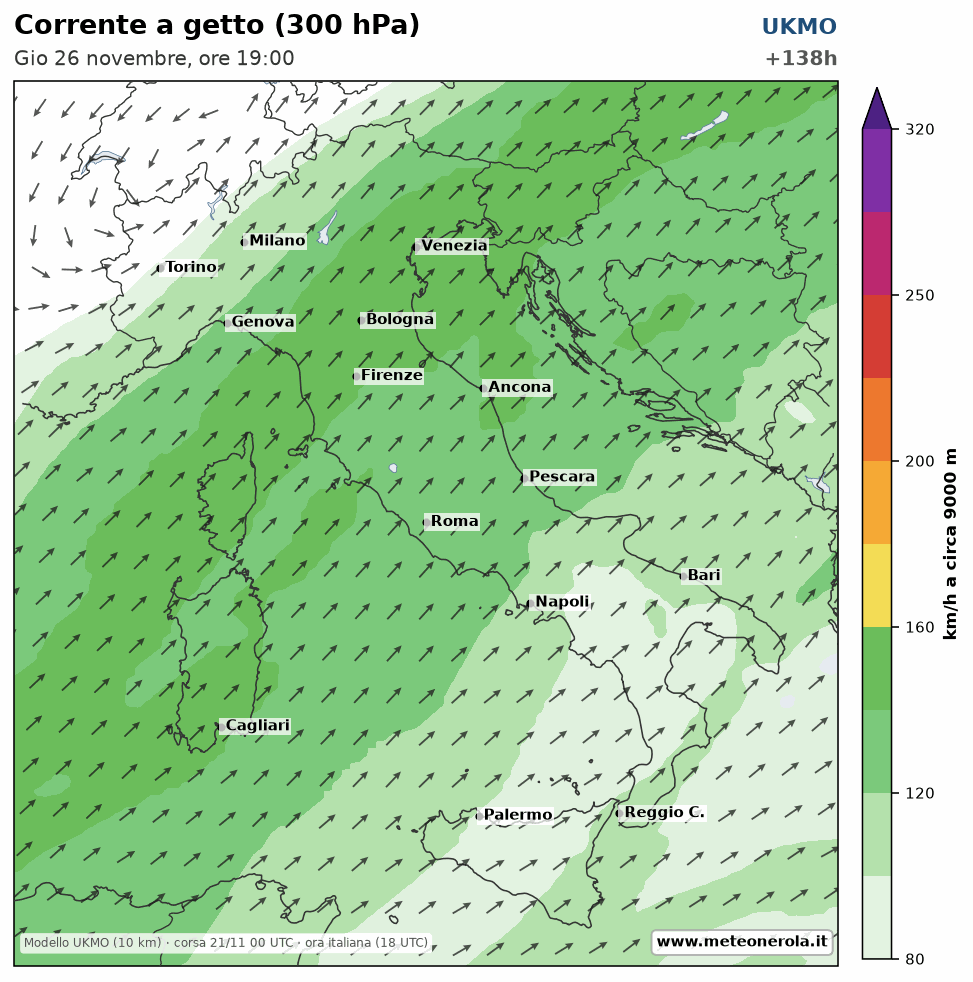 Corrente a getto (300 hPa)
UKMO
Gio 26 novembre, ore 19:00
+138h
Milano
Venezia
Torino
Genova
Bologna
Firenze
Ancona
Pescara
Roma
Bari
Napoli
Cagliari
Palermo
Reggio C.
320
250
200
160
120
80
km/h a circa 9000 m
Modello UKMO (10 km) · corsa 21/11 00 UTC · ora italiana (18 UTC)
www.meteonerola.it